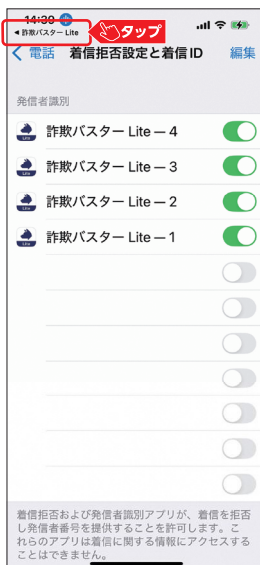 14:39
◀ 詐欺バスター Lite
タップ
電話 着信拒否設定と着信ID 編集
発信者識別
詐欺バスター Lite — 4
詐欺バスター Lite — 3
詐欺バスター Lite — 2
詐欺バスター Lite — 1
着信拒否および発信者識別アプリが、着信を拒否
し発信者番号を提供することを許可します。こ
れらのアプリは着信に関する情報にアクセスする
ことはできません。